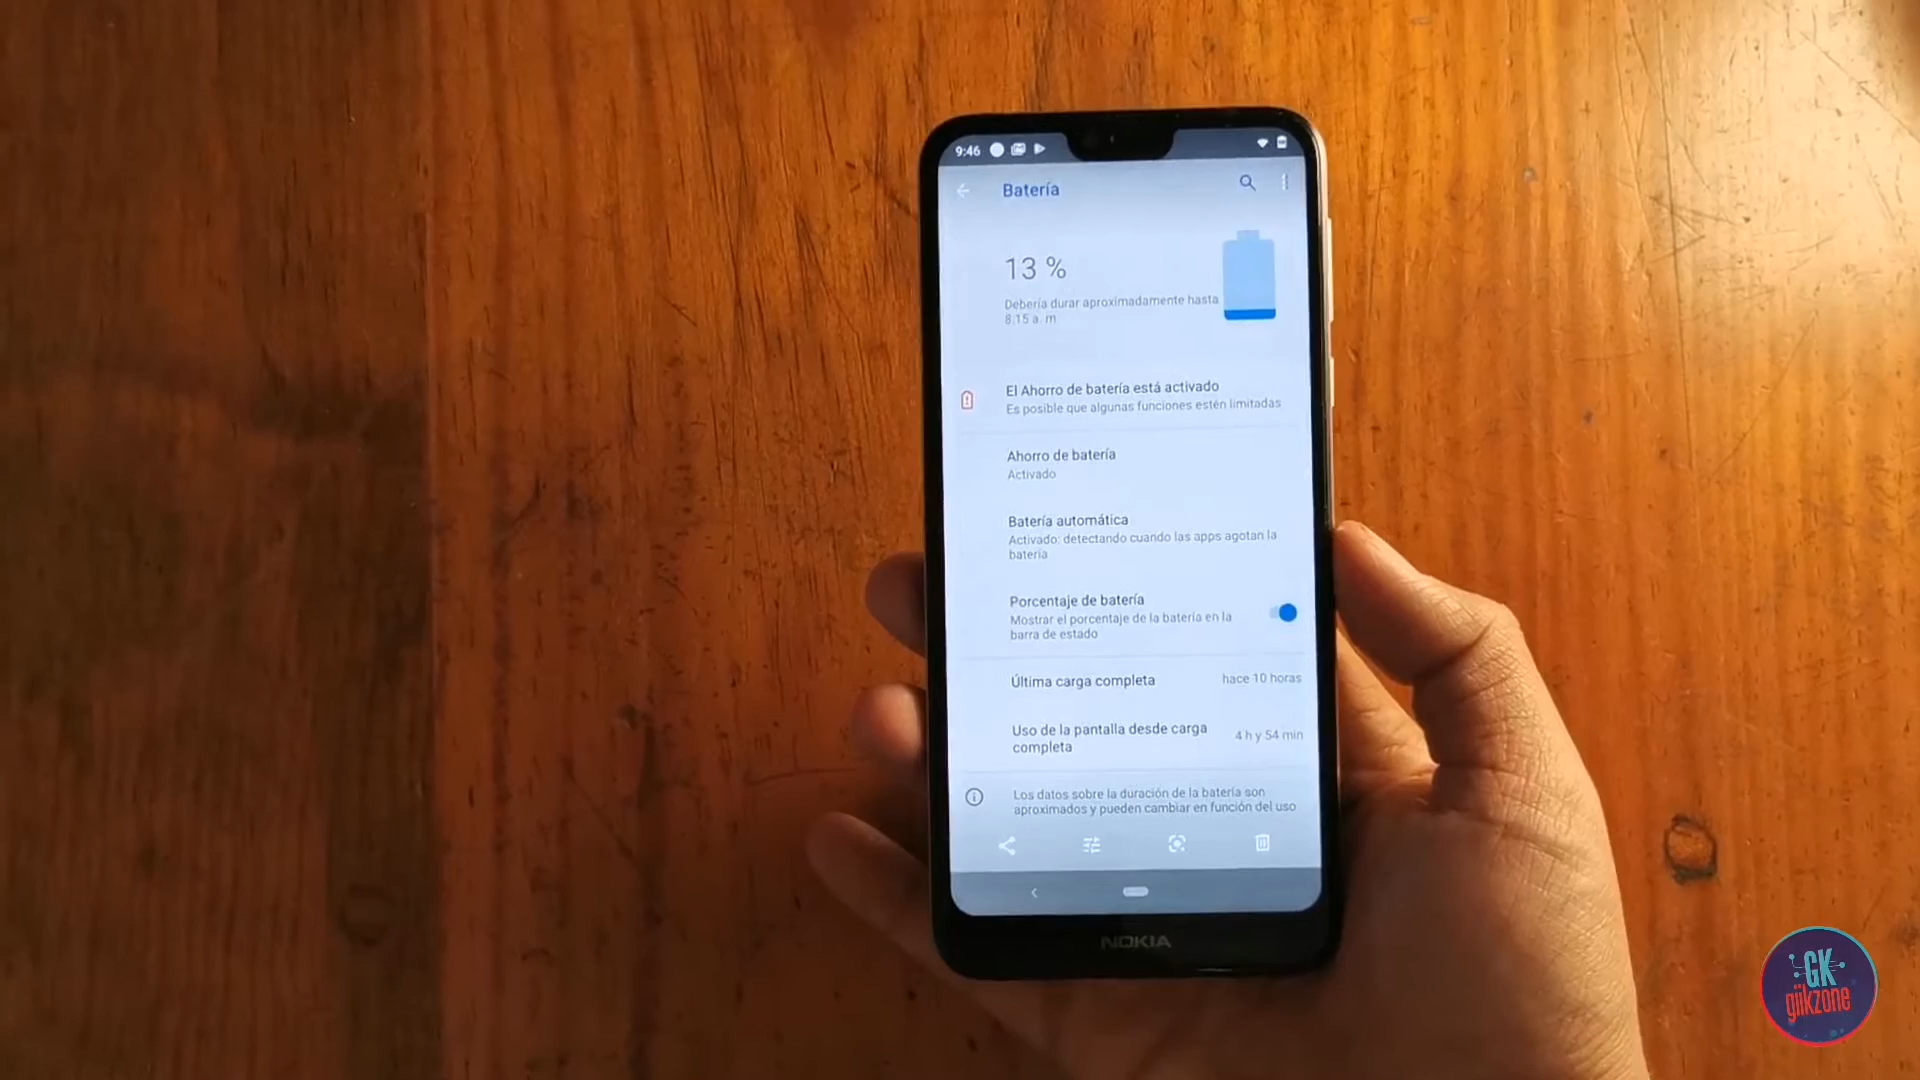 9:46
Batería
13 %
Debería durar aproximadamente hasta
8:15 a. m
El Ahorro de batería está activado
Es posible que algunas funciones estén limitadas
Ahorro de batería
Activado
Batería automática
Activado: detectando cuando las apps agotan la
batería
Porcentaje de batería
Mostrar el porcentaje de la batería en la
barra de estado
Última carga completa
hace 10 horas
Uso de la pantalla desde carga
completa
4 h y 54 min
Los datos sobre la duración de la batería son
aproximados y pueden cambiar en función del uso
NOKIA
GK
giikzone